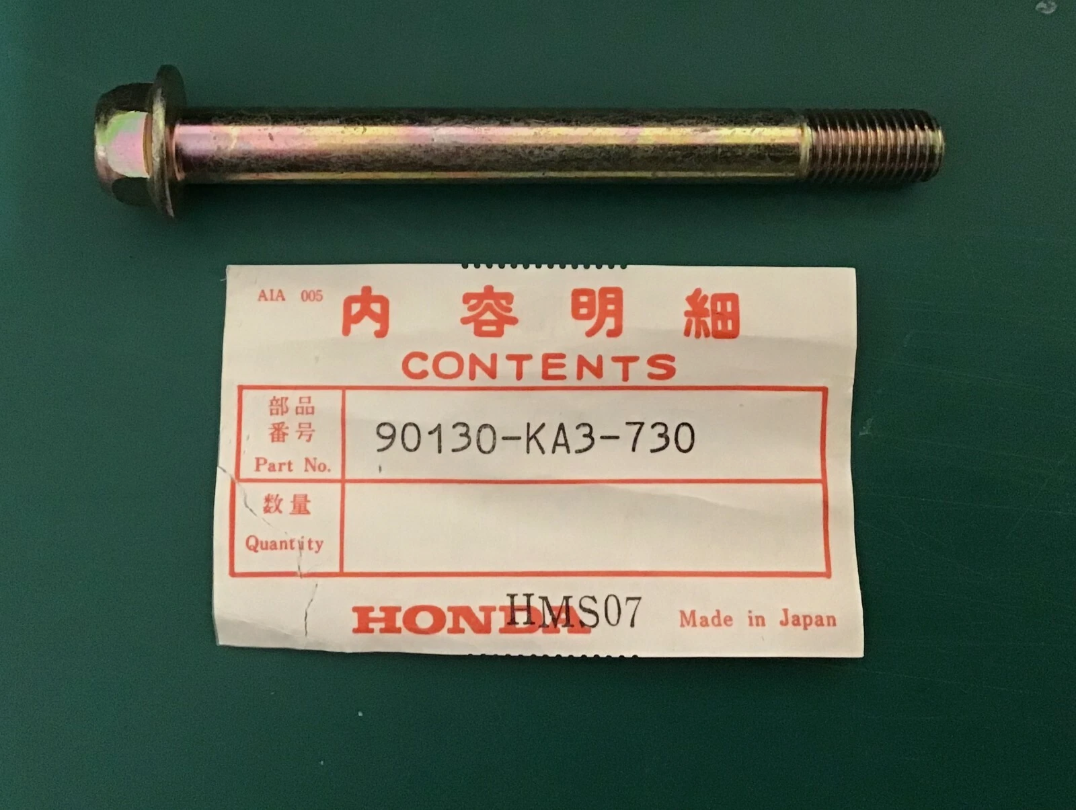 AIA 005
内容明細
CONTENTS
部品
番号
Part No.
90130-KA3-730
数量
Quantity
HONDA
HMS07
Made in Japan